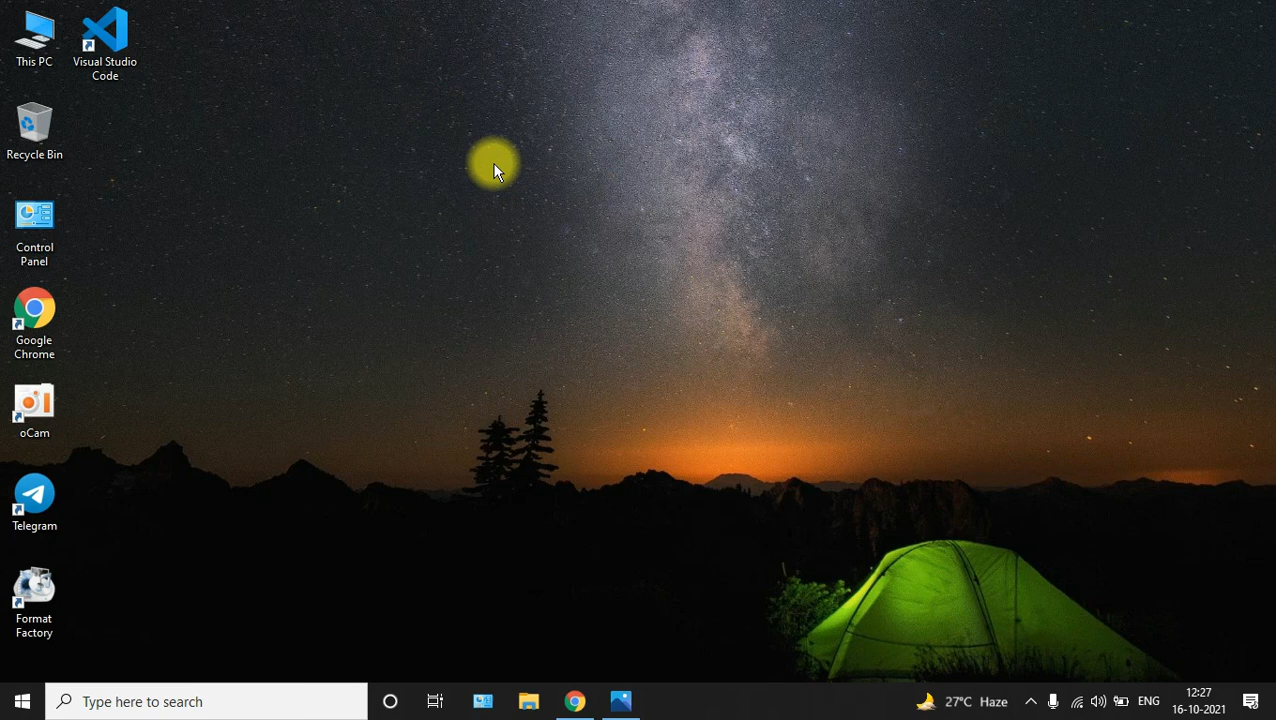 This PC
Visual Studio
Code
Recycle Bin
Control
Panel
Google
Chrome
oCam
Telegram
Format
Factory
Type here to search
27°C Haze
ENG
12:27
16-10-2021